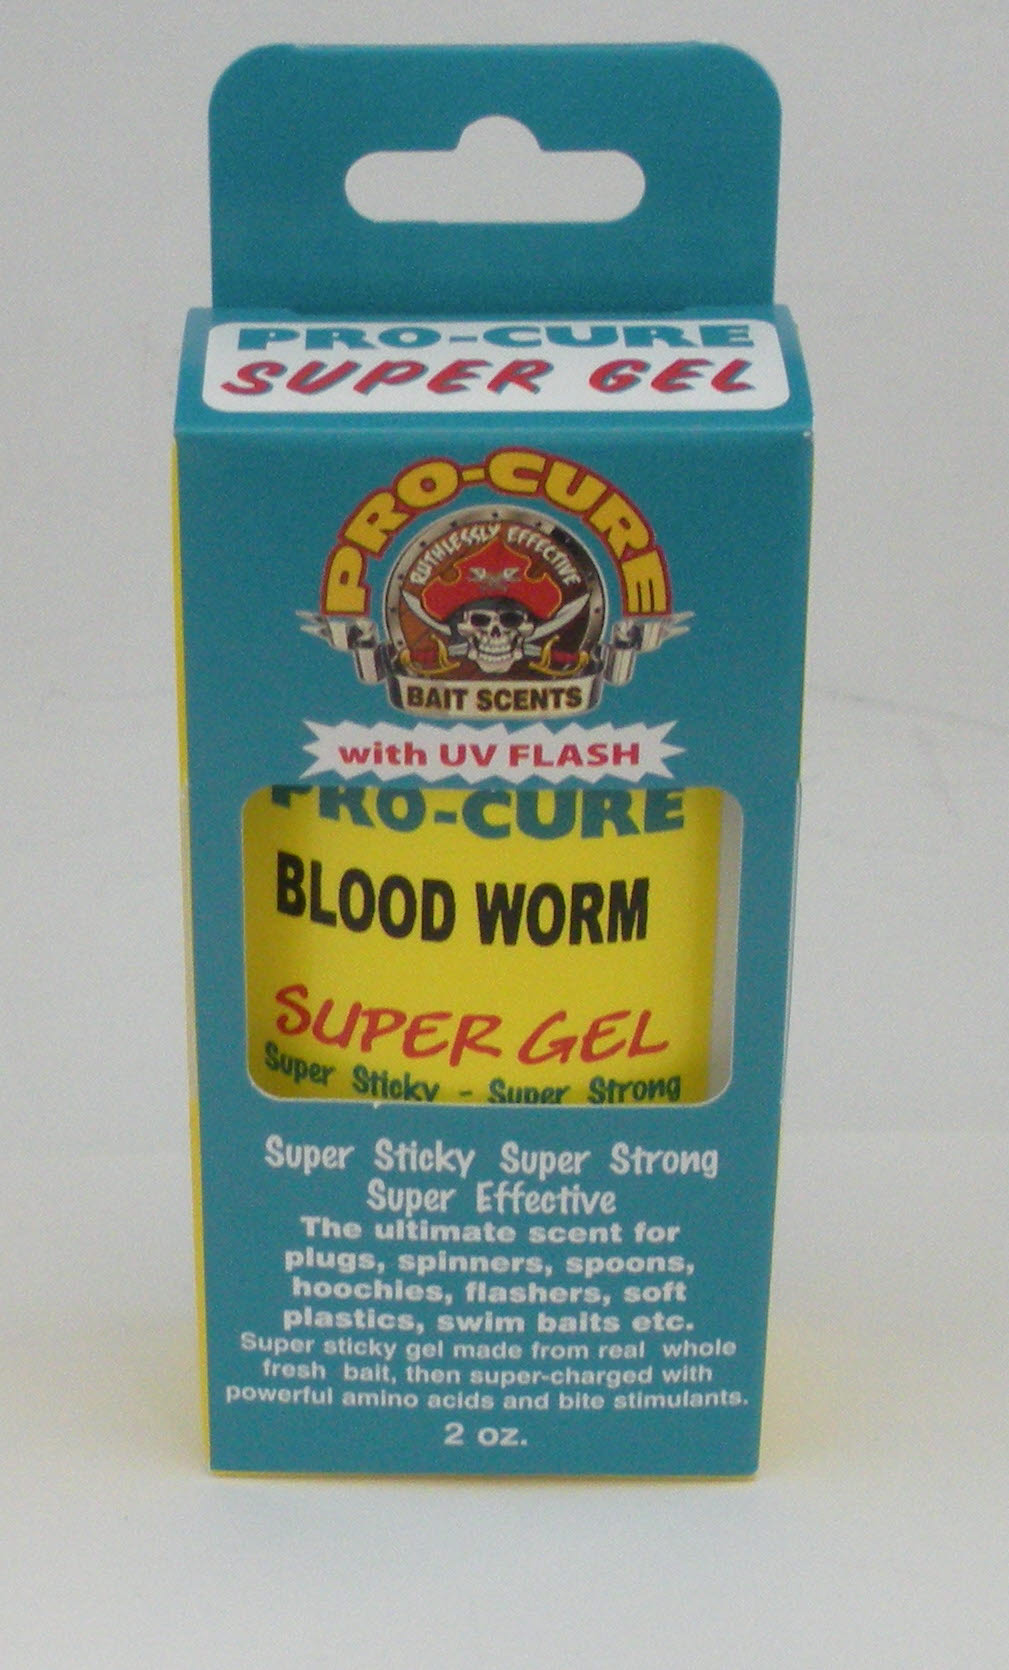 PRO-CURE
SUPER GEL
PRO-CURE
RUTHLESSLY EFFECTIVE
BAIT SCENTS
with UV FLASH
PRO-CURE
BLOOD WORM
SUPER GEL
Super Sticky - Super Strong
Super Sticky Super Strong
Super Effective
The ultimate scent for
plugs, spinners, spoons,
hoochies, flashers, soft
plastics, swim baits etc.
Super sticky gel made from real whole
fresh bait, then super-charged with
powerful amino acids and bite stimulants.
2 oz.